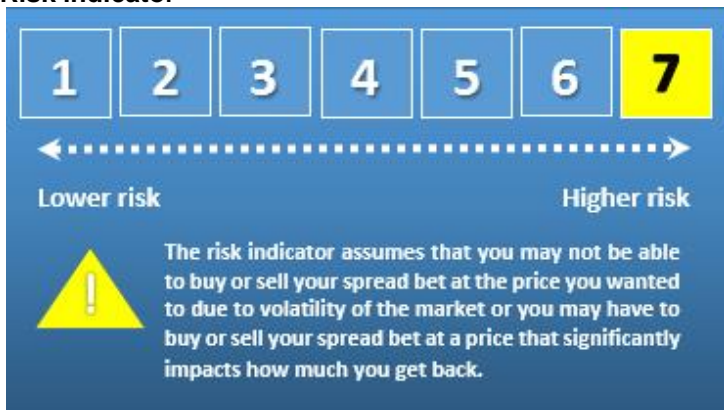 Risk Indicator
1 2 3 4 5 6 7
Lower risk Higher risk
!
The risk indicator assumes that you may not be able
to buy or sell your spread bet at the price you wanted
to due to volatility of the market or you may have to
buy or sell your spread bet at a price that significantly
impacts how much you get back.